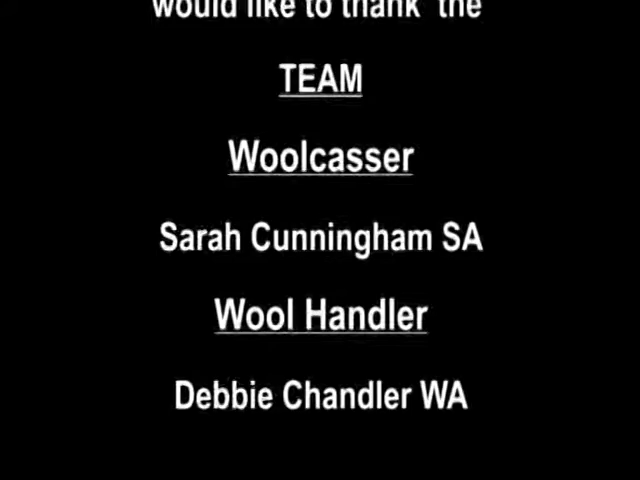 would like to thank the
TEAM
Woolcasser
Sarah Cunningham SA
Wool Handler
Debbie Chandler WA